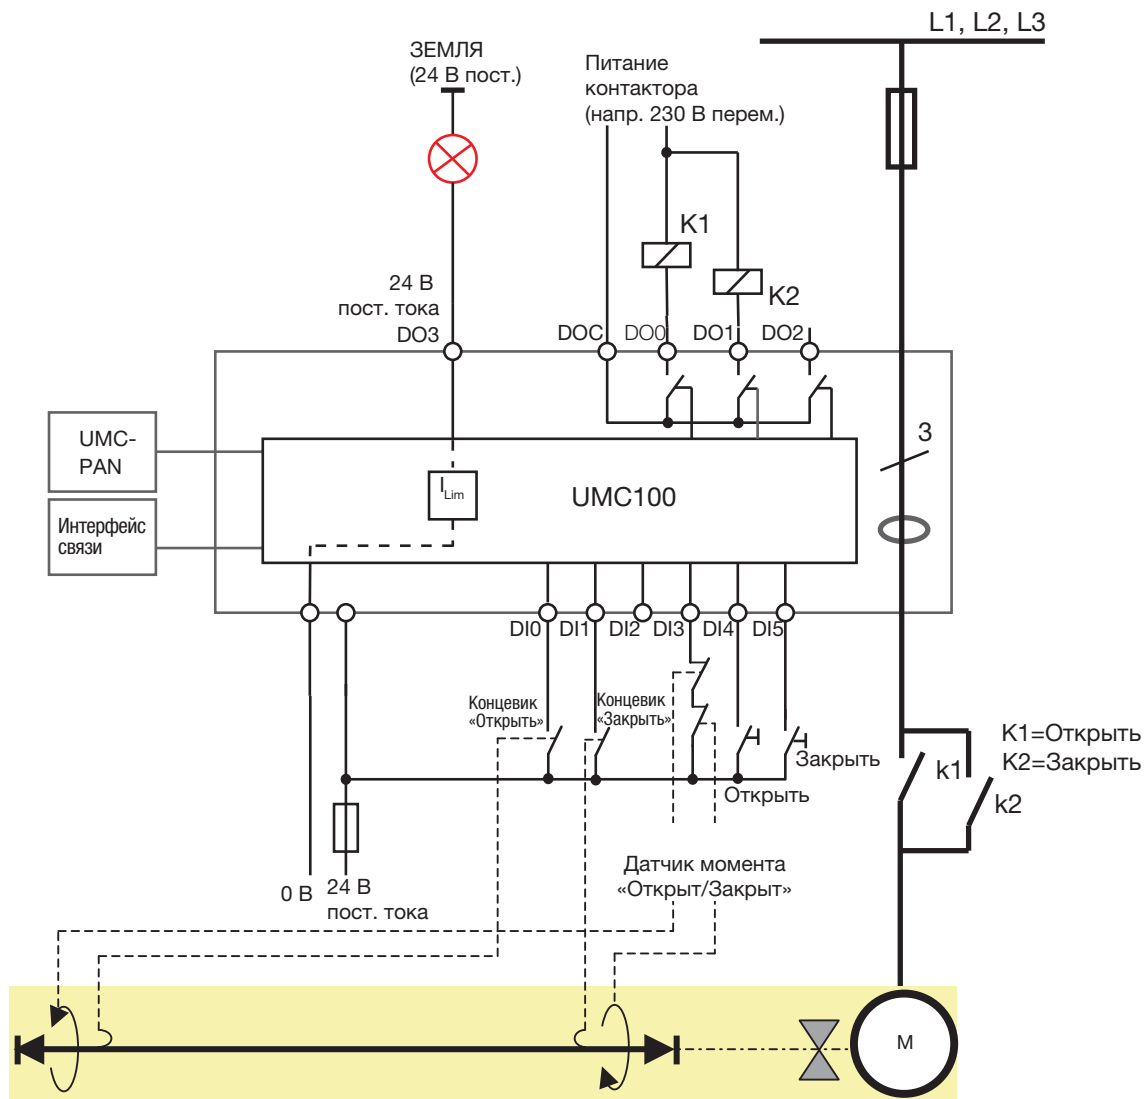 L1, L2, L3
ЗЕМЛЯ
(24 В пост.)
Питание
контактора
(напр. 230 В перем.)
K1
K2
24 В
пост. тока
DO3
DOC
DO0
DO1
DO2
UMC-
PAN
Интерфейс
связи
I Lim
UMC100
3
DI0
DI1
DI2
DI3
DI4
DI5
Концевик
«Открыть»
Концевик
«Закрыть»
Закрыть
Открыть
K1=Открыть
K2=Закрыть
k1
k2
Датчик момента
«Открыт/Закрыт»
0 В
24 В
пост. тока
M